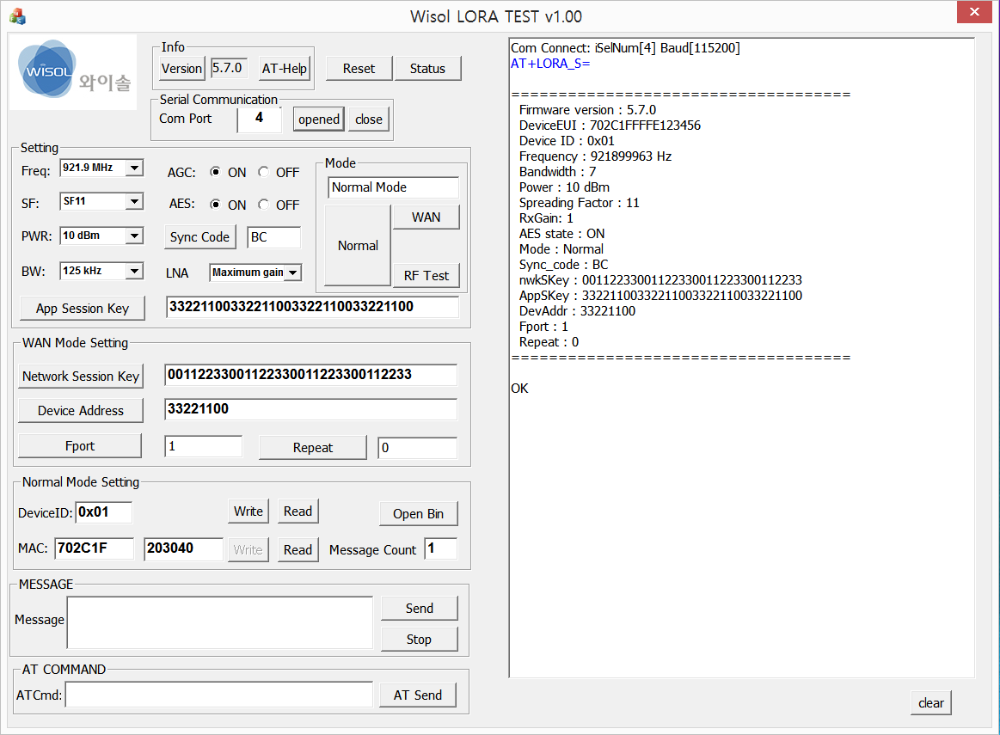 Wisol LORA TEST v1.00
WiSOL 와이솔
Info
Version 5.7.0 AT-Help Reset Status
Serial Communication
Com Port 4 opened close
Setting
Freq: 921.9 MHz AGC: ON OFF
SF: SF11 AES: ON OFF
PWR: 10 dBm Sync Code BC
BW: 125 kHz LNA Maximum gain
Mode
Normal Mode
Normal WAN
RF Test
App Session Key 33221100332211003322110033221100
WAN Mode Setting
Network Session Key 00112233001122330011223300112233
Device Address 33221100
Fport 1 Repeat 0
Normal Mode Setting
DeviceID: 0x01 Write Read Open Bin
MAC: 702C1F 203040 Write Read Message Count 1
MESSAGE
Message Send
Stop
AT COMMAND
ATCmd: AT Send
Com Connect: iSelNum[4] Baud[115200]
AT+LORA_S=
====================================
Firmware version : 5.7.0
DeviceEUI : 702C1FFFFE123456
Device ID : 0x01
Frequency : 921899963 Hz
Bandwidth : 7
Power : 10 dBm
Spreading Factor : 11
RxGain: 1
AES state : ON
Mode : Normal
Sync_code : BC
nwkSKey : 00112233001122330011223300112233
AppSKey : 33221100332211003322110033221100
DevAddr : 33221100
Fport : 1
Repeat : 0
====================================
OK
clear